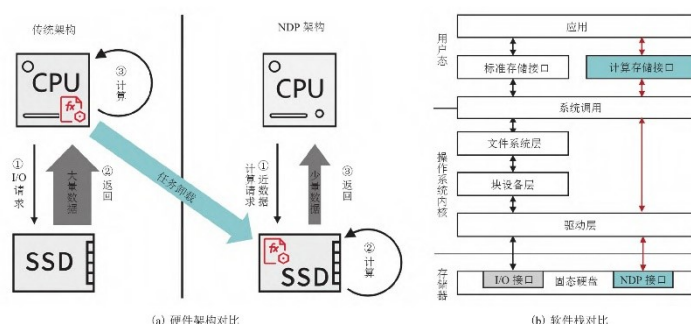 传统架构
NDP 架构
CPU
fx
③
计算
CPU
①
I/O
请求
大量数据
②
返回
任务卸载
①近数据
计算请求
少量数据
③
返回
SSD
fx
SSD
②
计算
(a) 硬件架构对比
用户态
应用
标准存储接口
计算存储接口
系统调用
操作系统内核
文件系统层
块设备层
驱动层
存储器
I/O 接口
固态硬盘
NDP 接口
(b) 软件栈对比